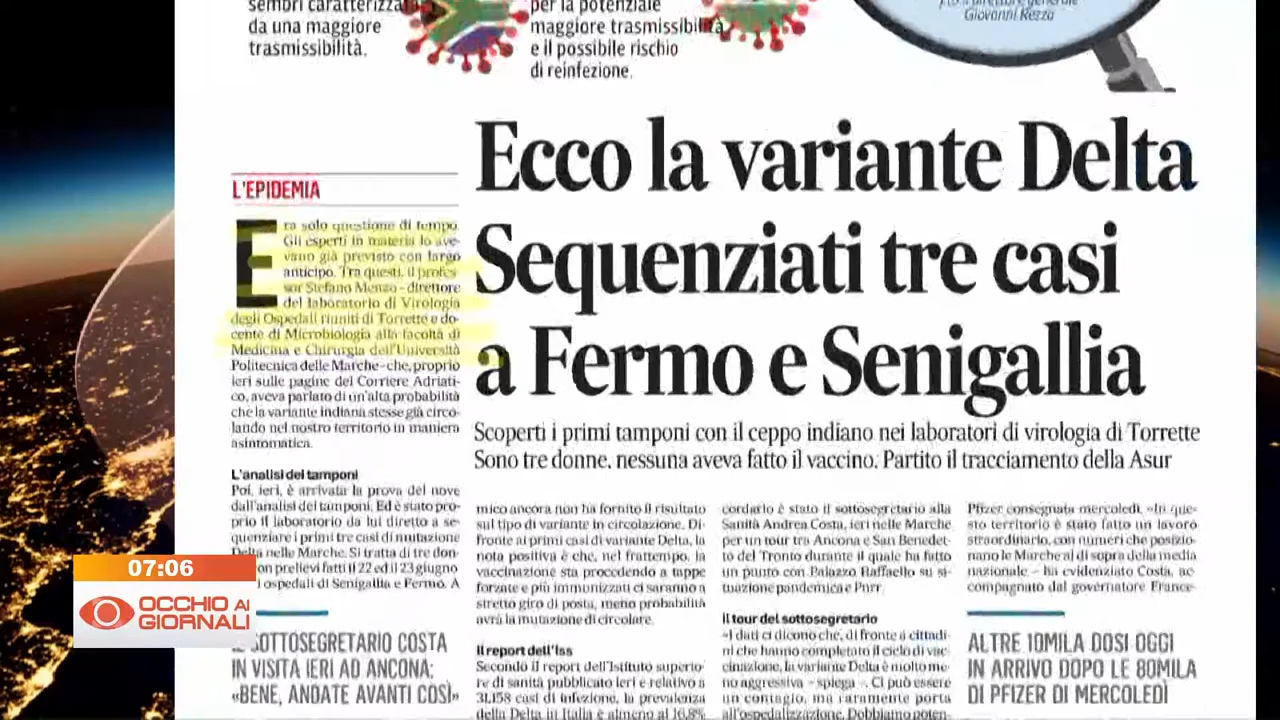 sembri caratterizzata
da una maggiore
trasmissibilità.
per la potenziale
maggiore trasmissibilità
e il possibile rischio
di reinfezione.
Giovanni Rezza
Ecco la variante Delta
Sequenziati tre casi
a Fermo e Senigallia
Scoperti i primi tamponi con il ceppo indiano nei laboratori di virologia di Torrette
Sono tre donne, nessuna aveva fatto il vaccino. Partito il tracciamento della Asur
L'EPIDEMIA
Era solo questione di tempo.
Gli esperti in materia lo ave-
vano già previsto con largo
anticipo. Tra questi, il profes-
sor Stefano Menzo - direttore
del laboratorio di Virologia
degli Ospedali riuniti di Torrette e do-
cente di Microbiologia alla facoltà di
Medicina e Chirurgia dell'Università
Politecnica delle Marche - che, proprio
ieri sulle pagine del Corriere Adriati-
co, aveva parlato di un'alta probabilità
che la variante indiana stesse già circo-
lando nel nostro territorio in maniera
asintomatica.
L'analisi dei tamponi
Poi, ieri, è arrivata la prova del nove
dall'analisi dei tamponi. Ed è stato pro-
prio il laboratorio da lui diretto a se-
quenziare i primi tre casi di mutazione
Delta nelle Marche. Si tratta di tre don-
on prelievi fatti il 22 ed il 23 giugno
i ospedali di Senigallia e Fermo. A
SOTTOSEGRETARIO COSTA
IN VISITA IERI AD ANCONA:
«BENE, ANDATE AVANTI COSÌ»
mico ancora non ha fornito il risultato
sul tipo di variante in circolazione. Di-
fronte ai primi casi di variante Delta, la
nota positiva è che, nel frattempo, la
vaccinazione sta procedendo a tappe
forzate e più immunizzati ci saranno a
stretto giro di posta, meno probabilità
avrà la mutazione di circolare.
Il report dell'Iss
Secondo il report dell'Istituto superio-
re di sanità pubblicato ieri e relativo a
31.158 casi di infezione, la prevalenza
della Delta in Italia è almeno al 16,8%
cordarlo è stato il sottosegretario alla
Sanità Andrea Costa, ieri nelle Marche
per un tour tra Ancona e San Benedet-
to del Tronto durante il quale ha fatto
un punto con Palazzo Raffaello su si-
tuazione pandemica e Pnrr.
Il tour del sottosegretario
«I dati ci dicono che, di fronte a cittadi-
ni che hanno completato il ciclo di vac-
cinazione, la variante Delta è molto me-
no aggressiva - spiega -. Ci può essere
un contagio, ma raramente porta
all'ospedalizzazione. Dobbiamo poten-
Pfizer consegnata mercoledì. «In que-
sto territorio è stato fatto un lavoro
straordinario, con numeri che posizio-
nano le Marche al di sopra della media
nazionale - ha evidenziato Costa, ac-
compagnato dal governatore France-
ALTRE 10MILA DOSI OGGI
IN ARRIVO DOPO LE 80MILA
DI PFIZER DI MERCOLEDÌ
07:06
OCCHIO AI
GIORNALI